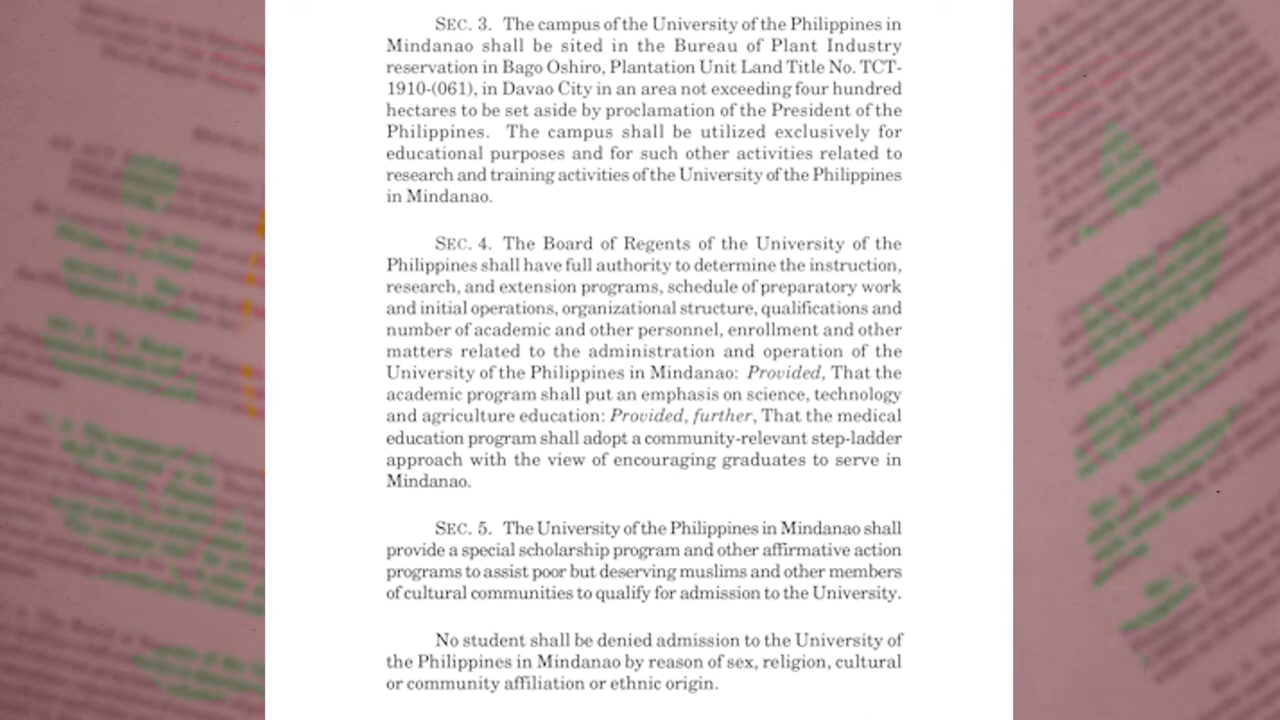 SEC. 3. The campus of the University of the Philippines in
Mindanao shall be sited in the Bureau of Plant Industry
reservation in Bago Oshiro, Plantation Unit Land Title No. TCT-
1910-(061), in Davao City in an area not exceeding four hundred
hectares to be set aside by proclamation of the President of the
Philippines. The campus shall be utilized exclusively for
educational purposes and for such other activities related to
research and training activities of the University of the Philippines
in Mindanao.
SEC. 4. The Board of Regents of the University of the
Philippines shall have full authority to determine the instruction,
research, and extension programs, schedule of preparatory work
and initial operations, organizational structure, qualifications and
number of academic and other personnel, enrollment and other
matters related to the administration and operation of the
University of the Philippines in Mindanao: Provided, That the
academic program shall put an emphasis on science, technology
and agriculture education: Provided, further, That the medical
education program shall adopt a community-relevant step-ladder
approach with the view of encouraging graduates to serve in
Mindanao.
SEC. 5. The University of the Philippines in Mindanao shall
provide a special scholarship program and other affirmative action
programs to assist poor but deserving muslims and other members
of cultural communities to qualify for admission to the University.
No student shall be denied admission to the University of
the Philippines in Mindanao by reason of sex, religion, cultural
or community affiliation or ethnic origin.